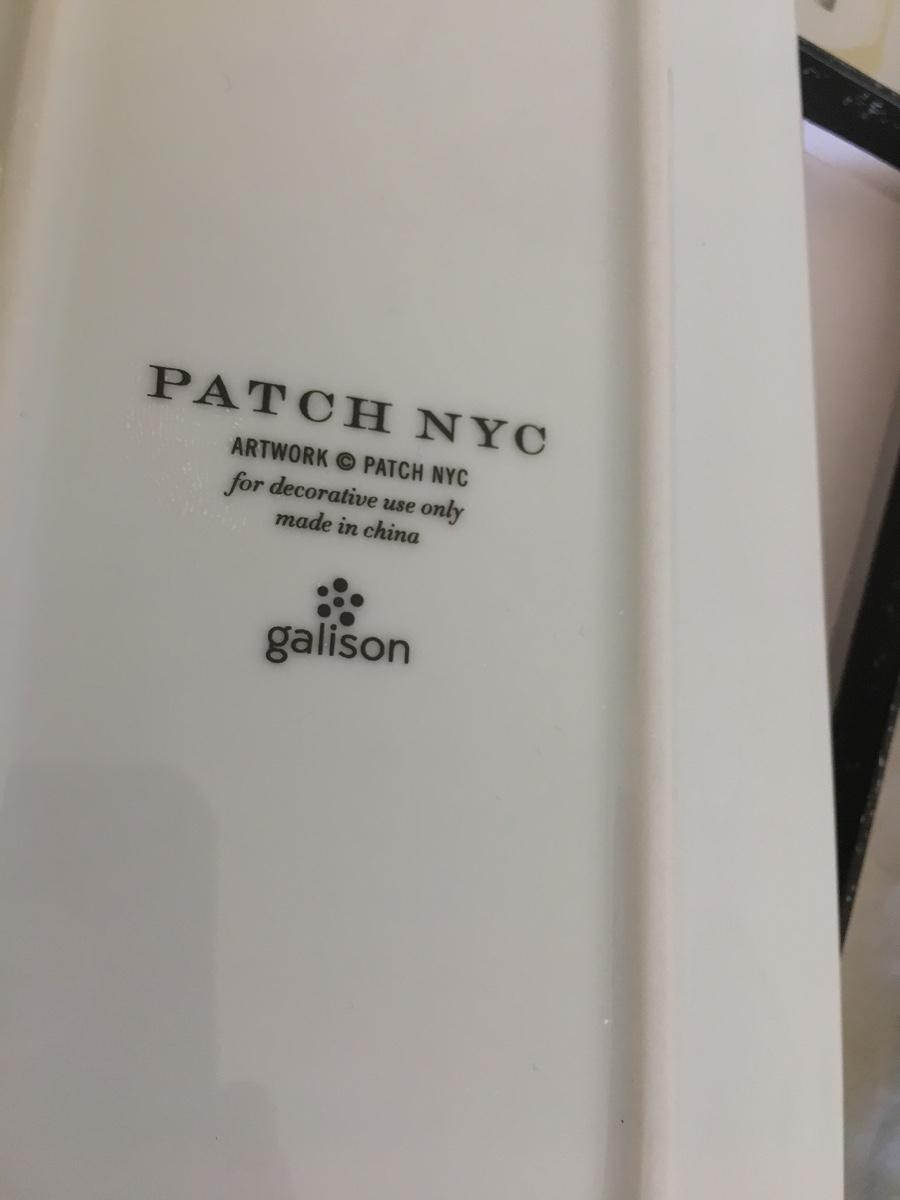 PATCH NYC
ARTWORK © PATCH NYC
for decorative use only
made in china
galison